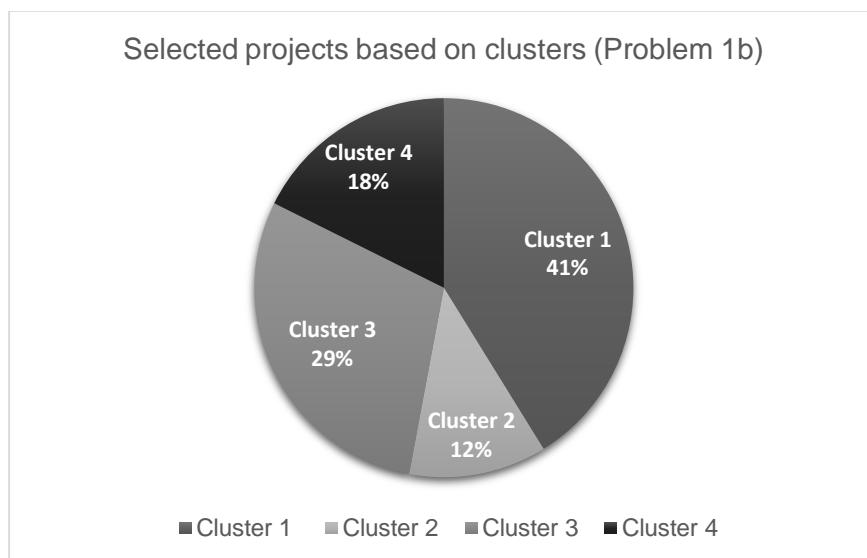 Selected projects based on clusters (Problem 1b)
Cluster 4
18%
Cluster 1
41%
Cluster 3
29%
Cluster 2
12%
Cluster 1 Cluster 2 Cluster 3 Cluster 4